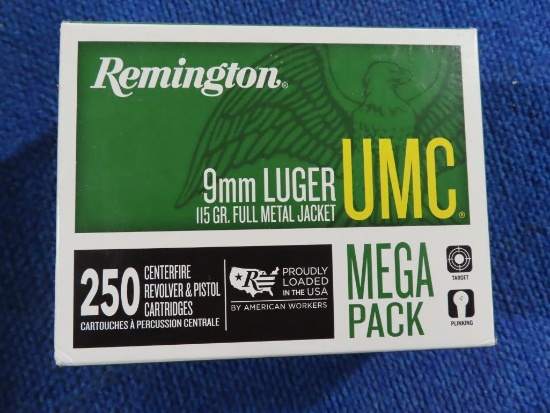 Remington®
9mm LUGER
115 GR. FULL METAL JACKET
UMC®
250
CENTERFIRE
REVOLVER & PISTOL
CARTRIDGES
CARTOUCHES À PERCUSSION CENTRALE
R
PROUDLY
LOADED
IN THE USA
BY AMERICAN WORKERS
MEGA
PACK
TARGET
PLINKING